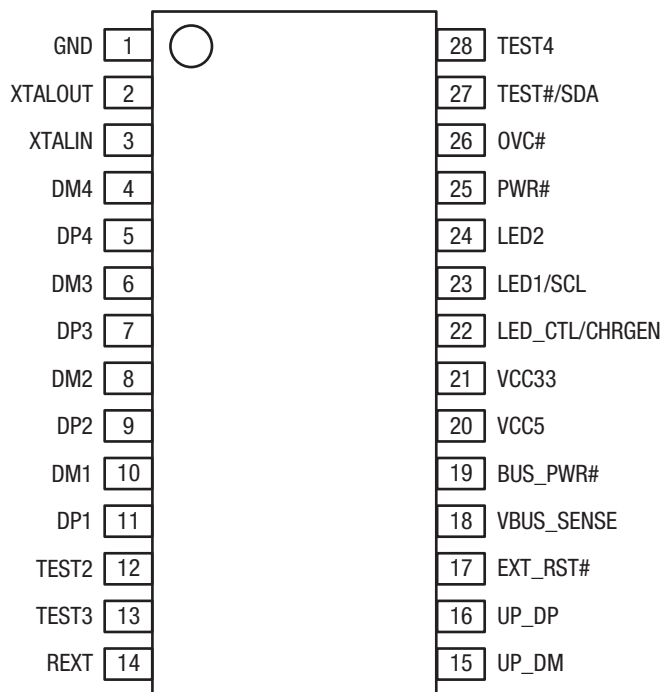 GND 1 28 TEST4
XTALOUT 2 27 TEST#/SDA
XTALIN 3 26 OVC#
DM4 4 25 PWR#
DP4 5 24 LED2
DM3 6 23 LED1/SCL
DP3 7 22 LED_CTL/CHRGEN
DM2 8 21 VCC33
DP2 9 20 VCC5
DM1 10 19 BUS_PWR#
DP1 11 18 VBUS_SENSE
TEST2 12 17 EXT_RST#
TEST3 13 16 UP_DP
REXT 14 15 UP_DM